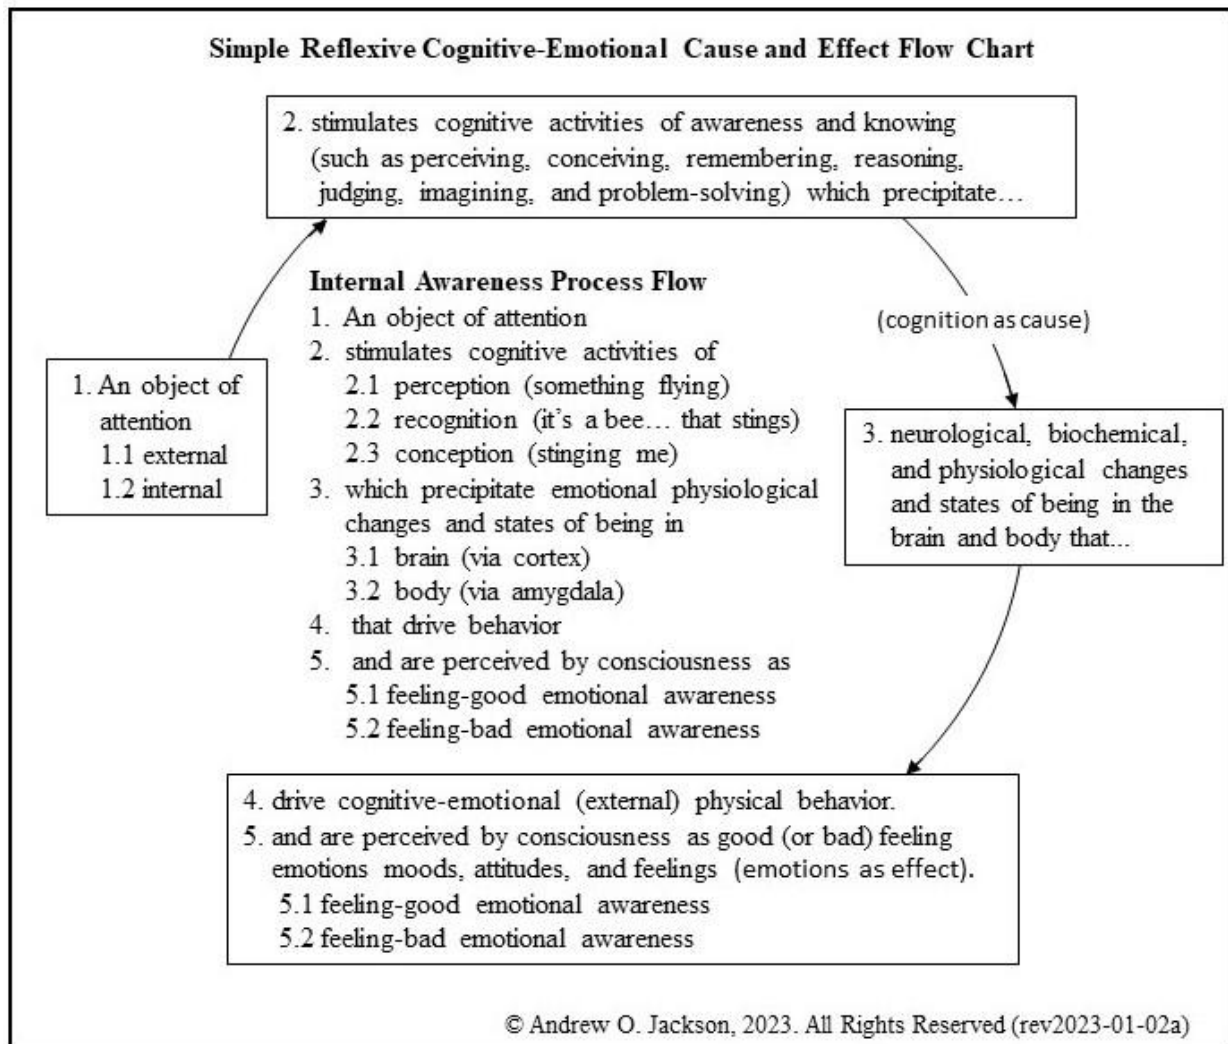 Simple Reflexive Cognitive-Emotional Cause and Effect Flow Chart
2. stimulates cognitive activities of awareness and knowing
(such as perceiving, conceiving, remembering, reasoning,
judging, imagining, and problem-solving) which precipitate…
(cognition as cause)
1. An object of
attention
1.1 external
1.2 internal
Internal Awareness Process Flow
1. An object of attention
2. stimulates cognitive activities of
2.1 perception (something flying)
2.2 recognition (it's a bee… that stings)
2.3 conception (stinging me)
3. which precipitate emotional physiological
changes and states of being in
3.1 brain (via cortex)
3.2 body (via amygdala)
4. that drive behavior
5. and are perceived by consciousness as
5.1 feeling-good emotional awareness
5.2 feeling-bad emotional awareness
3. neurological, biochemical,
and physiological changes
and states of being in the
brain and body that...
4. drive cognitive-emotional (external) physical behavior.
5. and are perceived by consciousness as good (or bad) feeling
emotions moods, attitudes, and feelings (emotions as effect).
5.1 feeling-good emotional awareness
5.2 feeling-bad emotional awareness
© Andrew O. Jackson, 2023. All Rights Reserved (rev2023-01-02a)